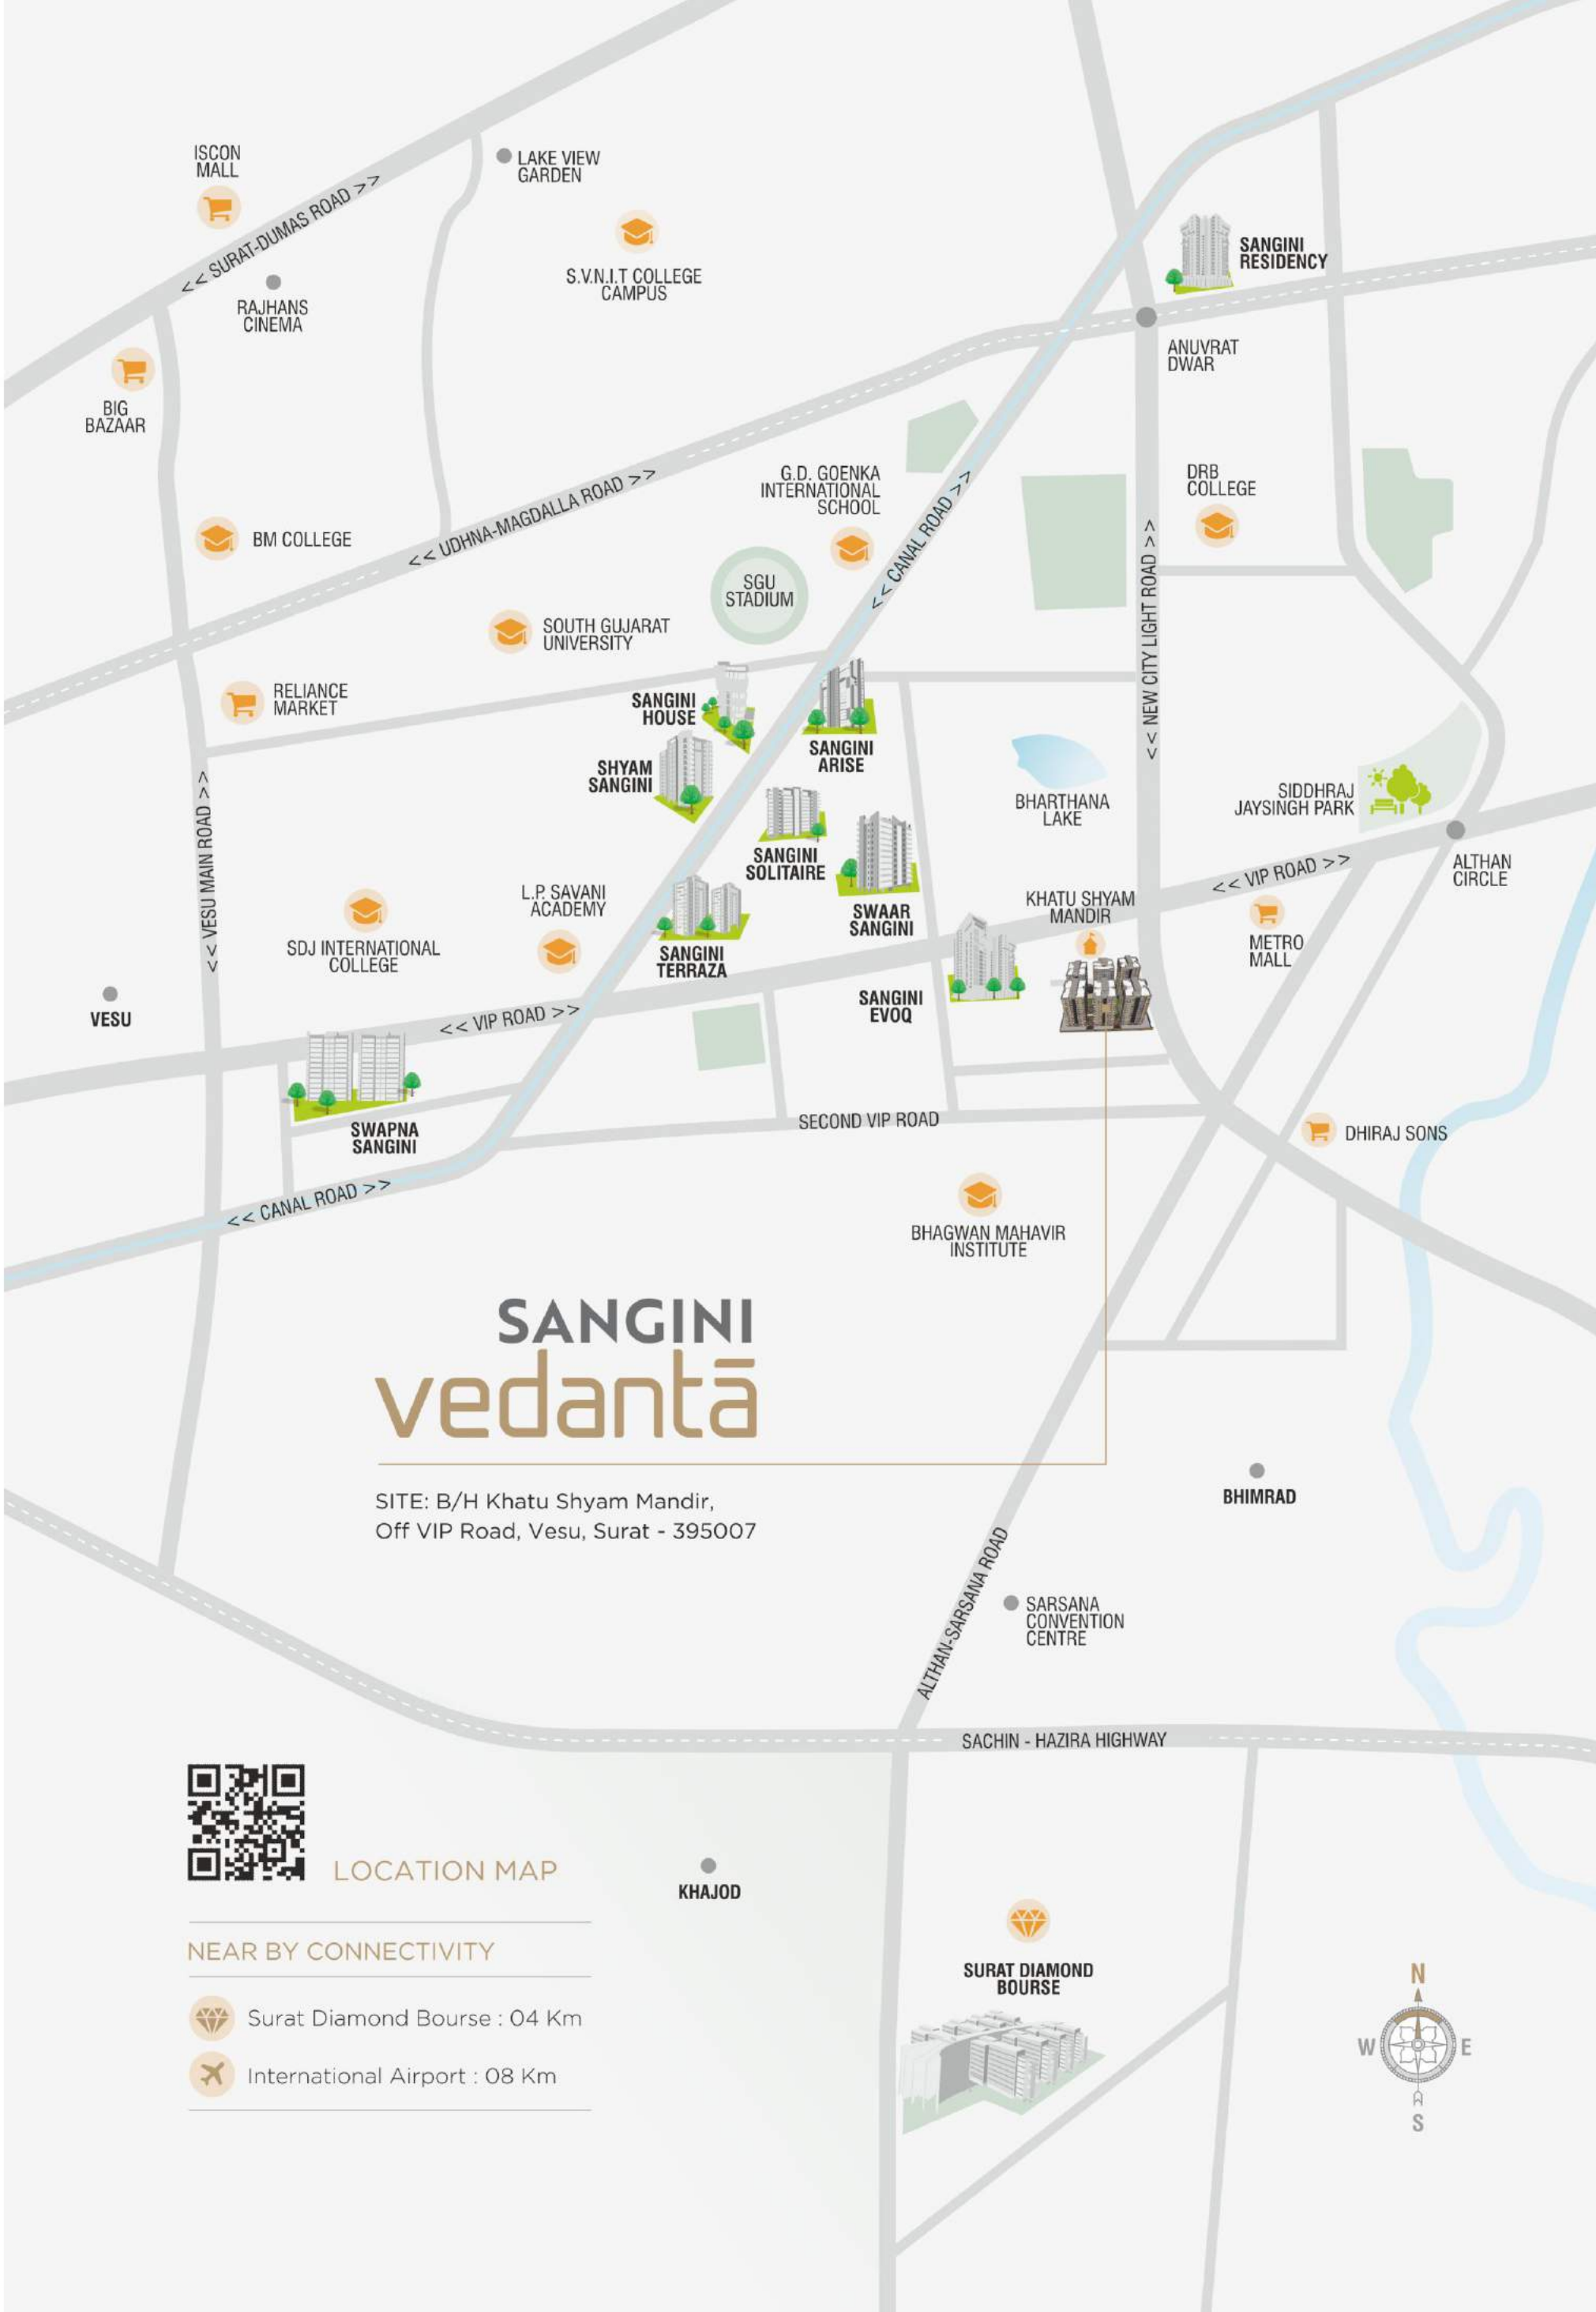 ISCON
MALL
<< SURAT-DUMAS ROAD >>
LAKE VIEW
GARDEN
S.V.N.I.T COLLEGE
CAMPUS
SANGINI
RESIDENCY
RAJHANS
CINEMA
ANUVRAT
DWAR
BIG
BAZAAR
<< UDHNA-MAGDALLA ROAD >>
G.D. GOENKA
INTERNATIONAL
SCHOOL
<< CANAL ROAD >>
DRB
COLLEGE
BM COLLEGE
<< NEW CITY LIGHT ROAD >>
SGU
STADIUM
SOUTH GUJARAT
UNIVERSITY
RELIANCE
MARKET
SANGINI
HOUSE
SANGINI
ARISE
SHYAM
SANGINI
BHARTHANA
LAKE
SIDDHRAJ
JAYSINGH PARK
<< VESU MAIN ROAD >>
SANGINI
SOLITAIRE
<< VIP ROAD >>
ALTHAN
CIRCLE
L.P. SAVANI
ACADEMY
SWAAR
SANGINI
KHATU SHYAM
MANDIR
SDJ INTERNATIONAL
COLLEGE
SANGINI
TERRAZA
METRO
MALL
VESU
<< VIP ROAD >>
SANGINI
EVOQ
SWAPNA
SANGINI
SECOND VIP ROAD
DHIRAJ SONS
<< CANAL ROAD >>
BHAGWAN MAHAVIR
INSTITUTE
SANGINI
vedantā
SITE: B/H Khatu Shyam Mandir,
Off VIP Road, Vesu, Surat - 395007
BHIMRAD
ALTHAN-SARSANA ROAD
SARSANA
CONVENTION
CENTRE
SACHIN - HAZIRA HIGHWAY
LOCATION MAP
KHAJOD
NEAR BY CONNECTIVITY
Surat Diamond Bourse : 04 Km
International Airport : 08 Km
SURAT DIAMOND
BOURSE
N
W
E
S